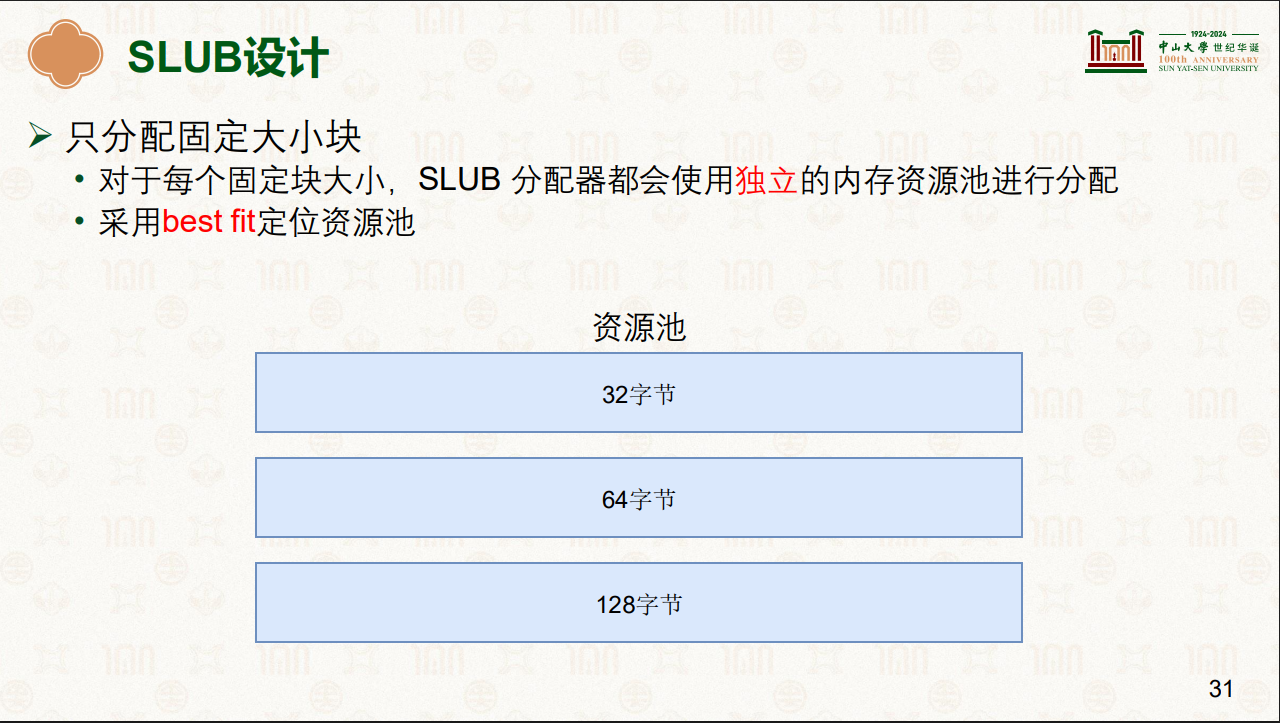 SLUB设计
1924-2024
中山大學 世纪华诞
100th ANNIVERSARY
SUN YAT-SEN UNIVERSITY
➢ 只分配固定大小块
• 对于每个固定块大小，SLUB 分配器都会使用独立的内存资源池进行分配
• 采用best fit定位资源池
资源池
32字节
64字节
128字节
31